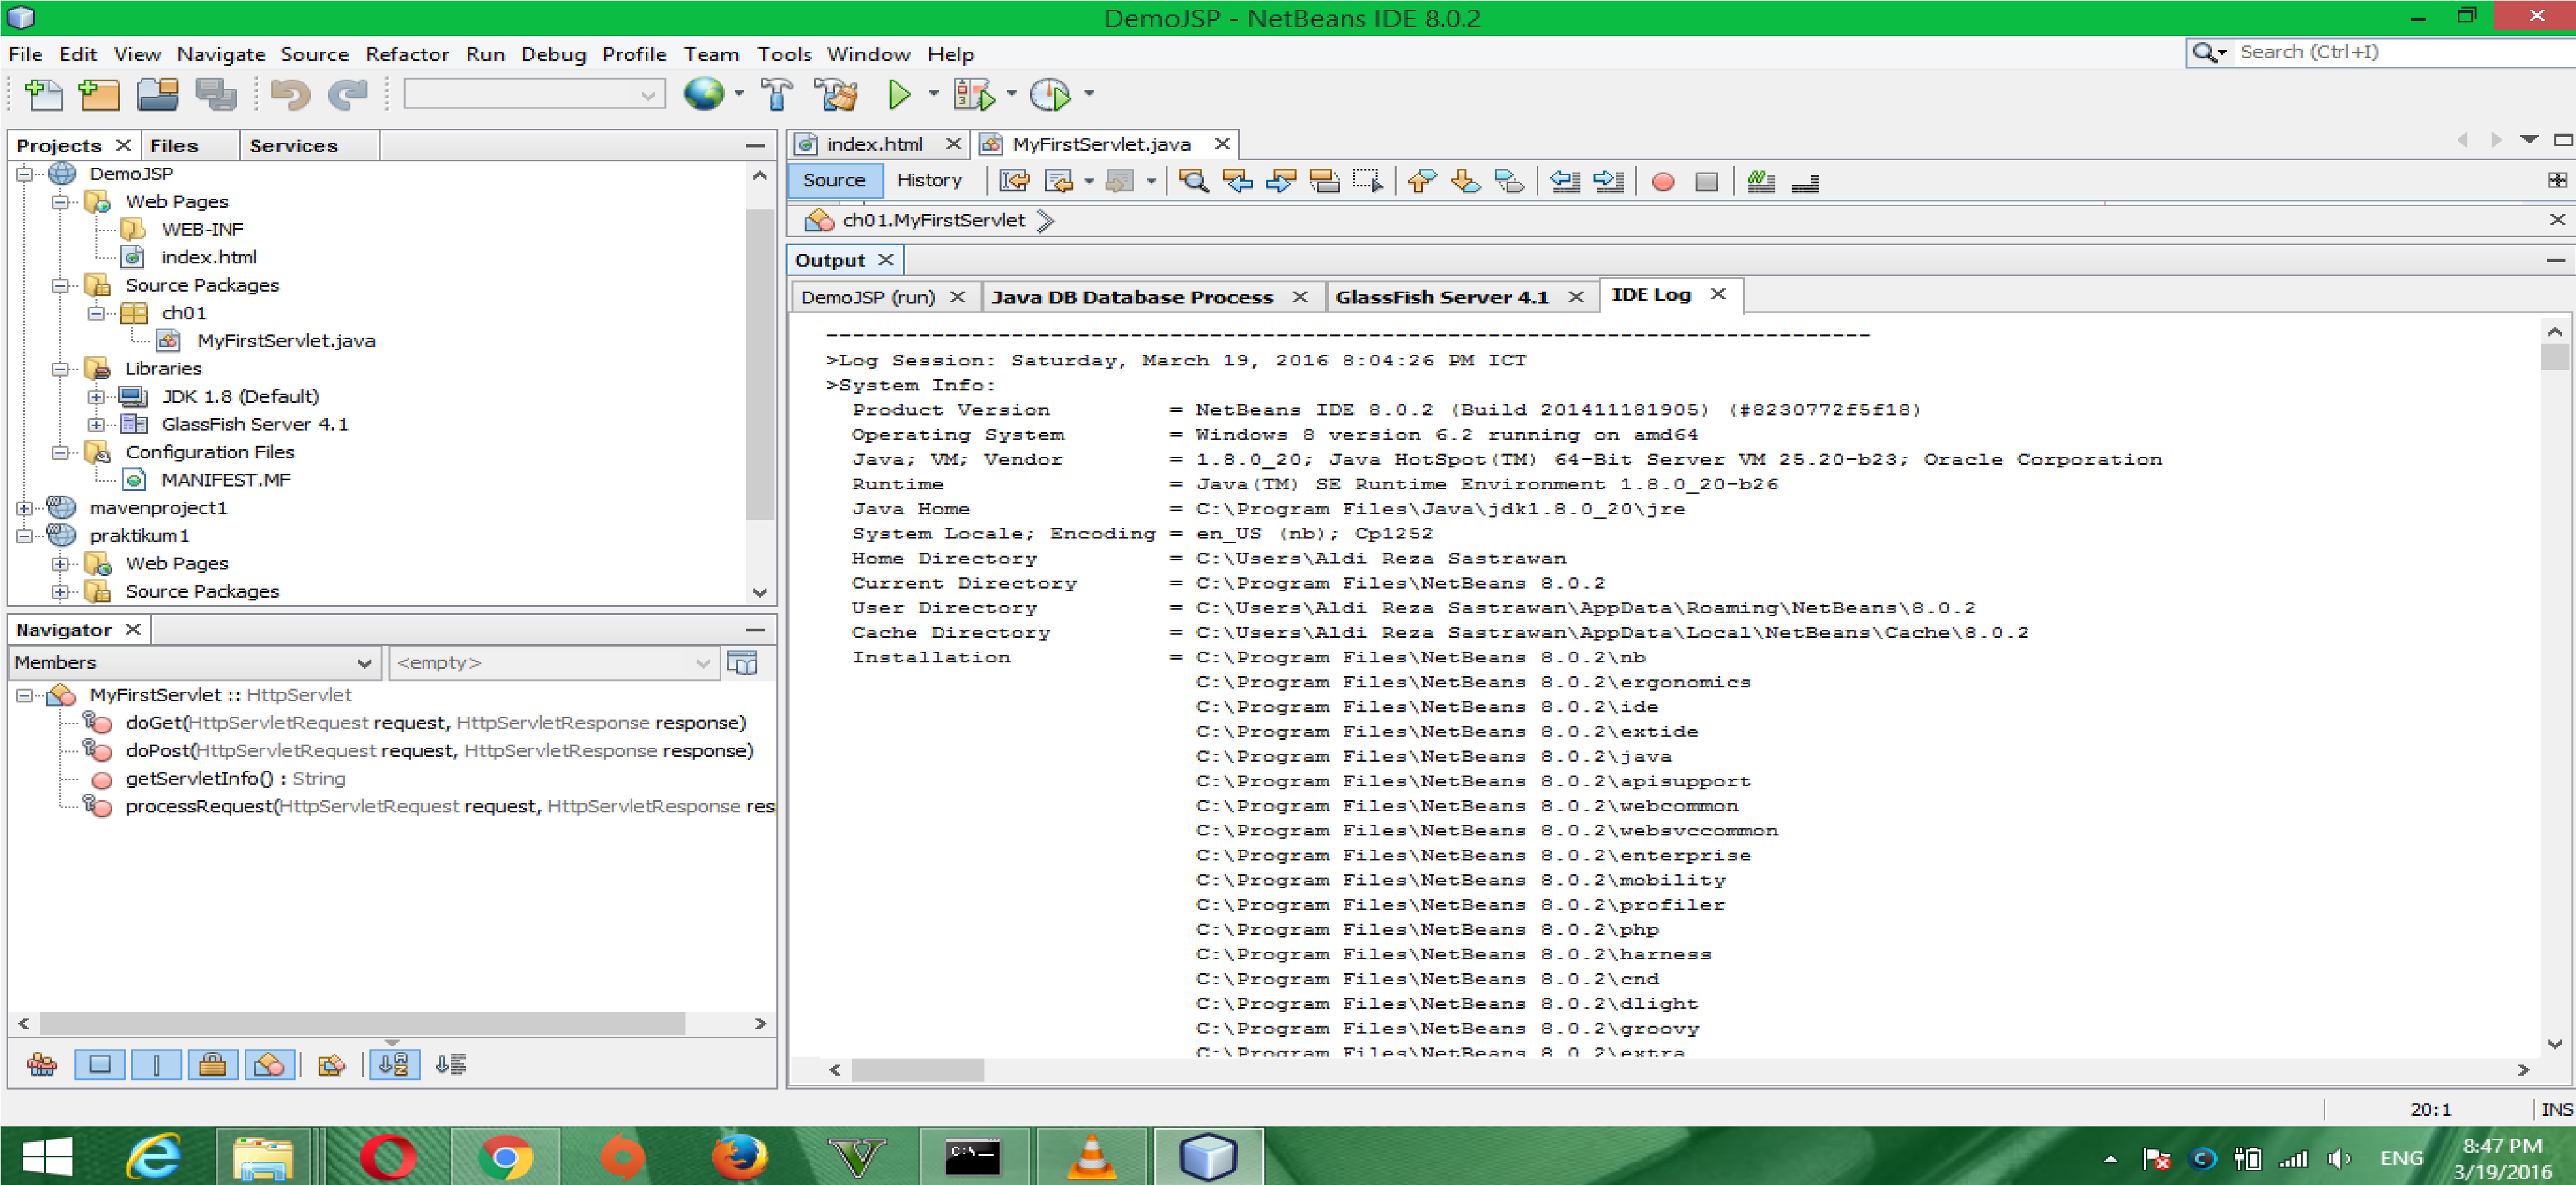 DemoJSP - NetBeans IDE 8.0.2
File Edit View Navigate Source Refactor Run Debug Profile Team Tools Window Help
Search (Ctrl+I)
Projects Files Services
DemoJSP
Web Pages
WEB-INF
index.html
Source Packages
ch01
MyFirstServlet.java
Libraries
JDK 1.8 (Default)
GlassFish Server 4.1
Configuration Files
MANIFEST.MF
mavenproject1
praktikum1
Web Pages
Source Packages
Navigator
Members
<empty>
MyFirstServlet :: HttpServlet
doGet(HttpServletRequest request, HttpServletResponse response)
doPost(HttpServletRequest request, HttpServletResponse response)
getServletInfo() : String
processRequest(HttpServletRequest request, HttpServletResponse res
index.html MyFirstServlet.java
Source History
ch01.MyFirstServlet
Output
DemoJSP (run) Java DB Database Process GlassFish Server 4.1 IDE Log
-------------------------------------------------------------------------------
>Log Session: Saturday, March 19, 2016 8:04:26 PM ICT
>System Info:
Product Version = NetBeans IDE 8.0.2 (Build 201411181905) (#8230772f5f18)
Operating System = Windows 8 version 6.2 running on amd64
Java; VM; Vendor = 1.8.0_20; Java HotSpot(TM) 64-Bit Server VM 25.20-b23; Oracle Corporation
Runtime = Java(TM) SE Runtime Environment 1.8.0_20-b26
Java Home = C:\Program Files\Java\jdk1.8.0_20\jre
System Locale; Encoding = en_US (nb); Cp1252
Home Directory = C:\Users\Aldi Reza Sastrawan
Current Directory = C:\Program Files\NetBeans 8.0.2
User Directory = C:\Users\Aldi Reza Sastrawan\AppData\Roaming\NetBeans\8.0.2
Cache Directory = C:\Users\Aldi Reza Sastrawan\AppData\Local\NetBeans\Cache\8.0.2
Installation = C:\Program Files\NetBeans 8.0.2\nb
C:\Program Files\NetBeans 8.0.2\ergonomics
C:\Program Files\NetBeans 8.0.2\ide
C:\Program Files\NetBeans 8.0.2\extide
C:\Program Files\NetBeans 8.0.2\java
C:\Program Files\NetBeans 8.0.2\apisupport
C:\Program Files\NetBeans 8.0.2\webcommon
C:\Program Files\NetBeans 8.0.2\websvccommon
C:\Program Files\NetBeans 8.0.2\enterprise
C:\Program Files\NetBeans 8.0.2\mobility
C:\Program Files\NetBeans 8.0.2\profiler
C:\Program Files\NetBeans 8.0.2\php
C:\Program Files\NetBeans 8.0.2\harness
C:\Program Files\NetBeans 8.0.2\cnd
C:\Program Files\NetBeans 8.0.2\dlight
C:\Program Files\NetBeans 8.0.2\groovy
C:\Program Files\NetBeans 8.0.2\extra
20:1 INS
ENG
8:47 PM
3/19/2016